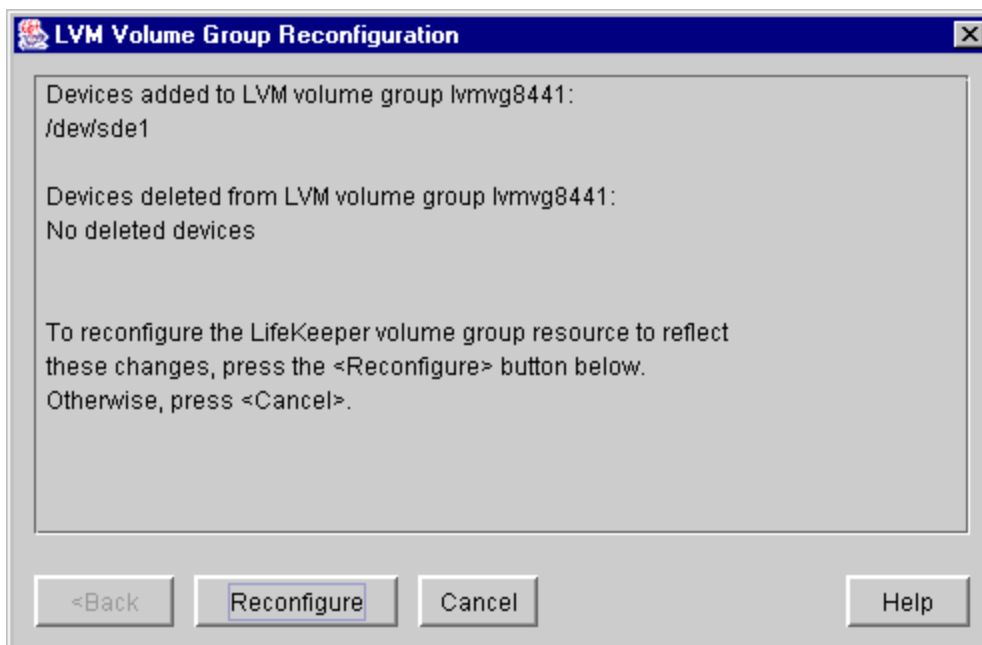 LVM Volume Group Reconfiguration
Devices added to LVM volume group lvmvg8441:
/dev/sde1
Devices deleted from LVM volume group lvmvg8441:
No deleted devices
To reconfigure the LifeKeeper volume group resource to reflect
these changes, press the <Reconfigure> button below.
Otherwise, press <Cancel>.
<Back Reconfigure Cancel Help